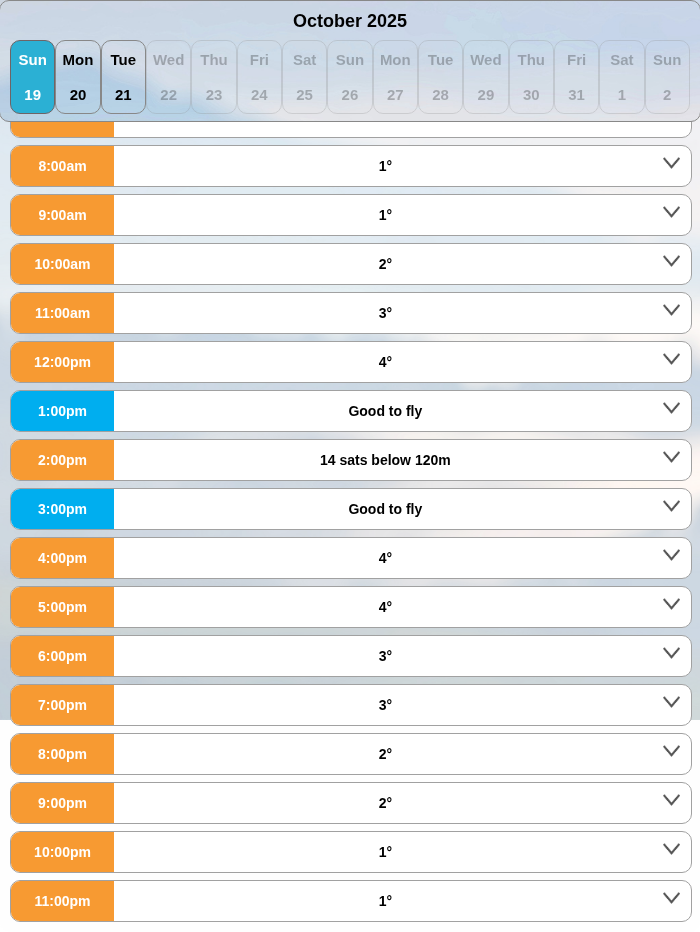 October 2025
Sun Mon Tue Wed Thu Fri Sat Sun Mon Tue Wed Thu Fri Sat Sun
19 20 21 22 23 24 25 26 27 28 29 30 31 1 2
8:00am 1°
9:00am 1°
10:00am 2°
11:00am 3°
12:00pm 4°
1:00pm Good to fly
2:00pm 14 sats below 120m
3:00pm Good to fly
4:00pm 4°
5:00pm 4°
6:00pm 3°
7:00pm 3°
8:00pm 2°
9:00pm 2°
10:00pm 1°
11:00pm 1°